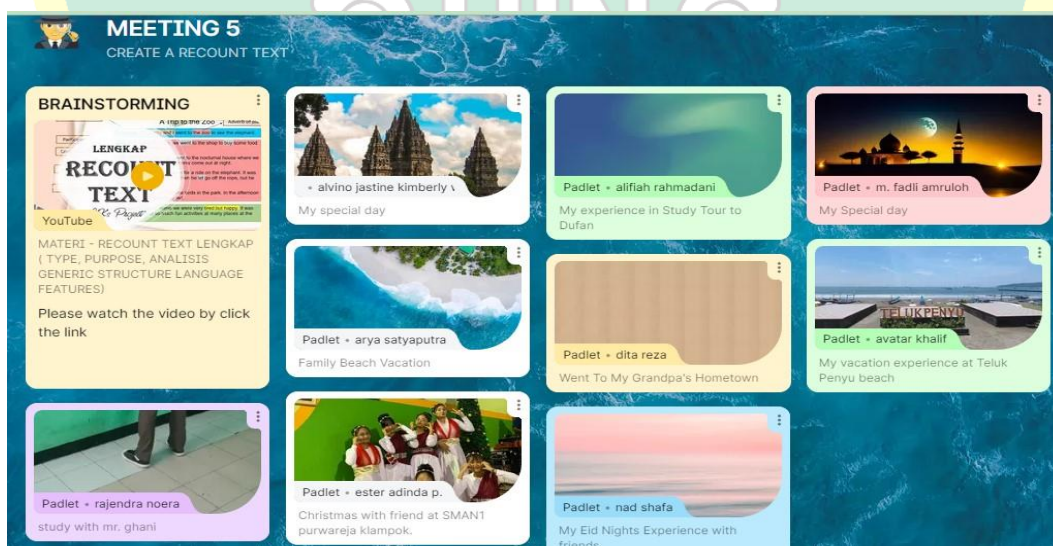 MEETING 5
CREATE A RECOUNT TEXT
BRAINSTORMING
LENGKAP
RECOUNT
TEXT
YouTube
MATERI - RECOUNT TEXT LENGKAP
( TYPE, PURPOSE, ANALISIS
GENERIC STRUCTURE LANGUAGE
FEATURES)
Please watch the video by click
the link
Padlet • rajendra noera
study with mr. ghani
• alvino jastine kimberly
My special day
Padlet • arya satyaputra
Family Beach Vacation
Padlet • ester adinda p.
Christmas with friend at SMAN1
purwareja klampok.
Padlet • alifiah rahmadani
My experience in Study Tour to
Dufan
Padlet • dita reza
Went To My Grandpa's Hometown
Padlet • nad shafa
My Eid Nights Experience with
friends
Padlet • m. fadli amruloh
My Special day
TELUK PENYU
Padlet • avatar khalif
My vacation experience at Teluk
Penyu beach